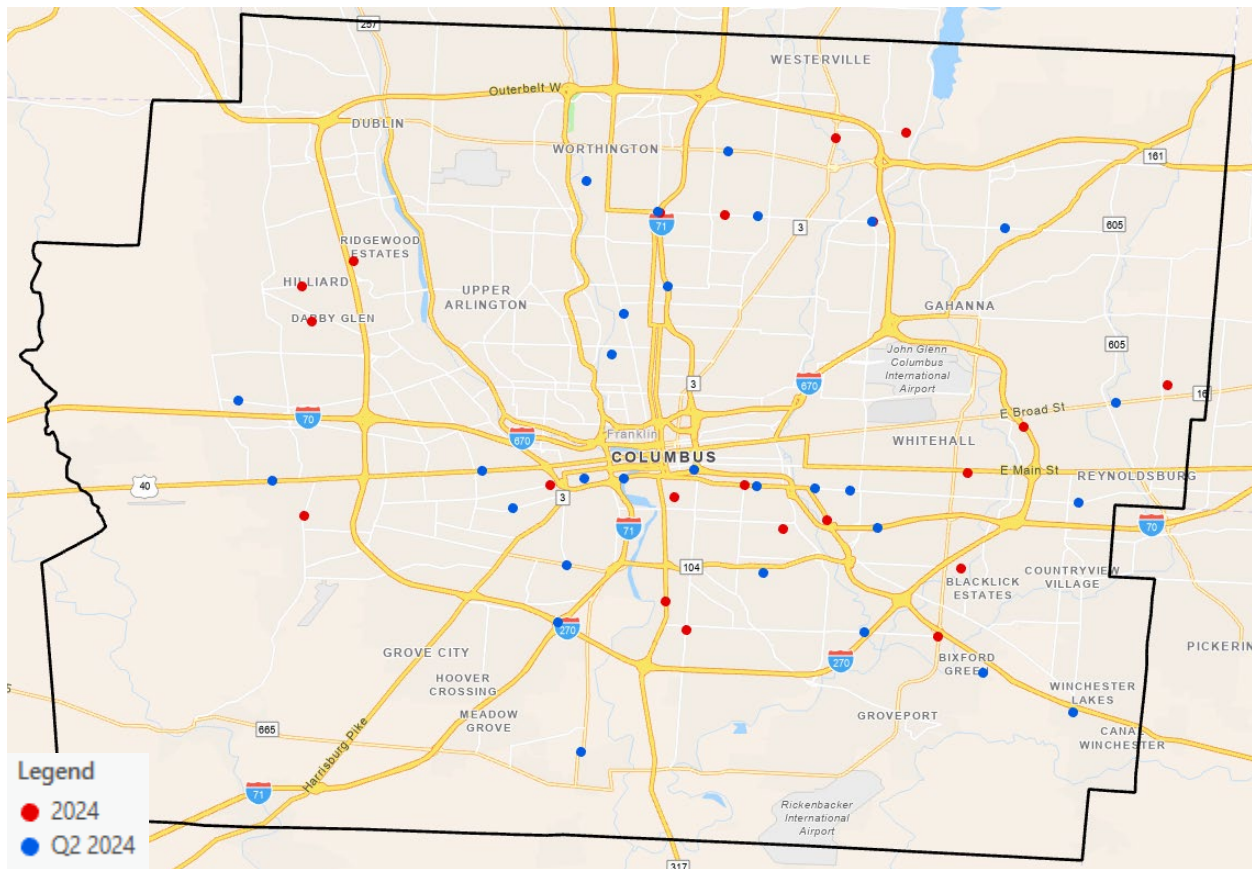 257
WESTERVILLE
Outerbelt W
DUBLIN
WORTHINGTON
161
71
3
605
RIDGEWOOD
ESTATES
HILLIARD
UPPER
ARLINGTON
DARBY GLEN
GAHANNA
John Glenn
Columbus
International
Airport
605
3
670
16
70
E Broad St
Franklin
670
WHITEHALL
COLUMBUS
E Main St
REYNOLDSBURG
40
3
71
70
104
COUNTRYVIEW
VILLAGE
BLACKLICK
ESTATES
270
GROVE CITY
PICKERIN
BIXFORD
GREEN
270
HOOVER
CROSSING
WINCHESTER
LAKES
MEADOW
GROVE
GROVEPORT
665
CANAL
WINCHESTER
Harrisburg Pike
71
Rickenbacker
International
Airport
317
Legend
2024
Q2 2024